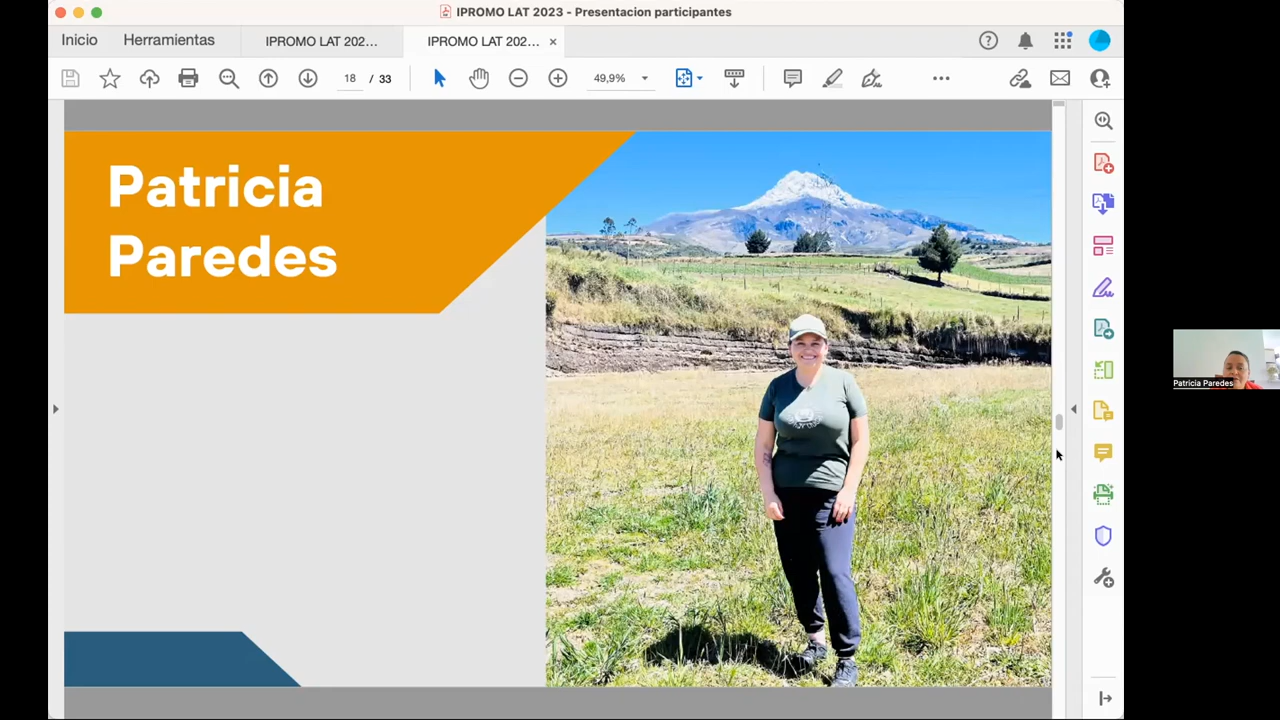 IPROMO LAT 2023 - Presentacion participantes
Inicio
Herramientas
IPROMO LAT 202...
IPROMO LAT 202...
18 / 33
49,9%
Patricia
Paredes
Patricia Paredes